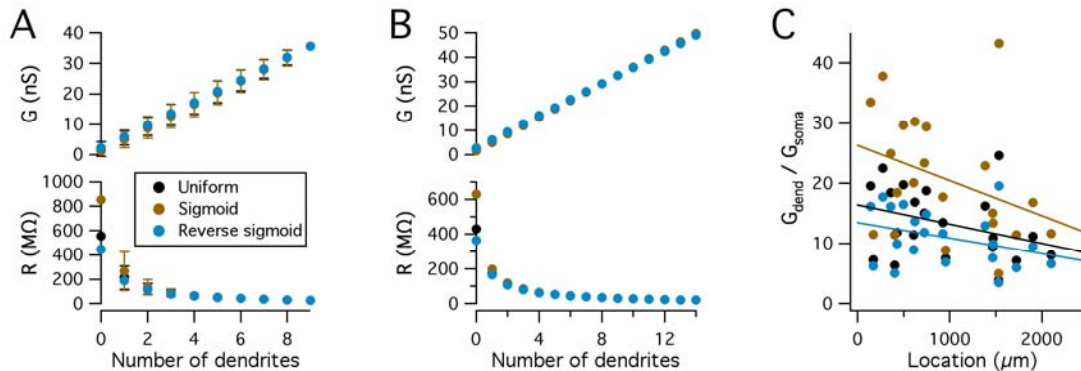 A
G (nS)
40
30
20
10
0
R (MΩ)
1000
800
600
400
200
0
Uniform
Sigmoid
Reverse sigmoid
0 2 4 6 8
Number of dendrites
B
G (nS)
50
40
30
20
10
0
R (MΩ)
600
400
200
0
0 4 8 12
Number of dendrites
C
Gdend / Gsoma
40
30
20
10
0
0 1000 2000
Location (µm)